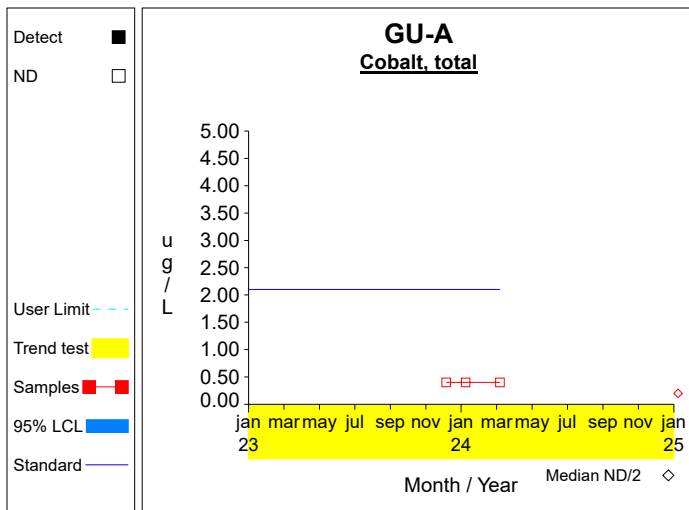 Detect
ND
User Limit
Trend test
Samples
95% LCL
Standard
GU-A
Cobalt, total
u
g
/
L
5.00
4.50
4.00
3.50
3.00
2.50
2.00
1.50
1.00
0.50
0.00
jan mar may jul sep nov jan mar may jul sep nov jan
23 24 25
Month / Year
Median ND/2